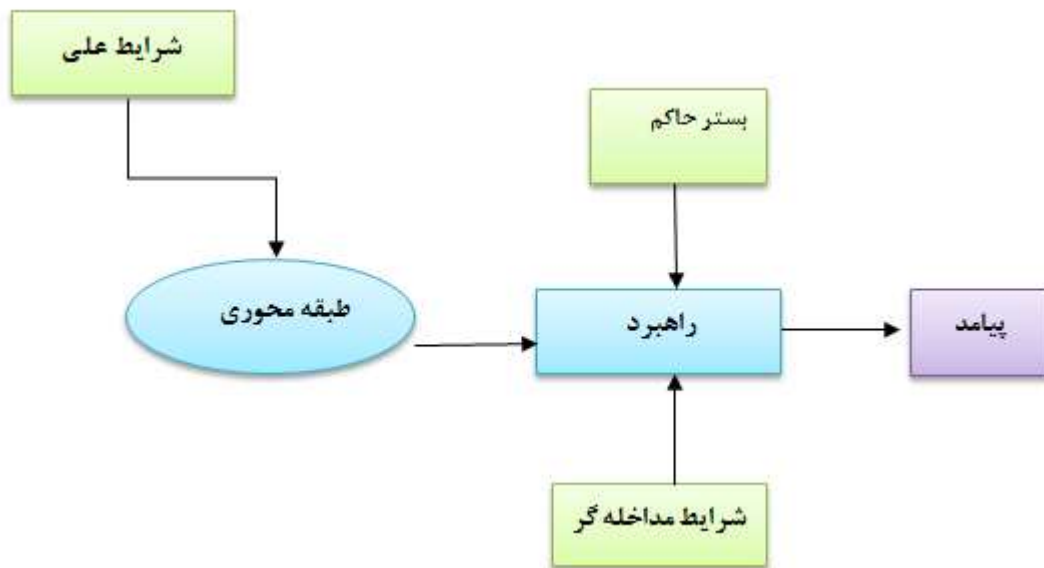 شرایط علی
بستر حاکم
طبقه محوری
راهبرد
پیامد
شرایط مداخله گر